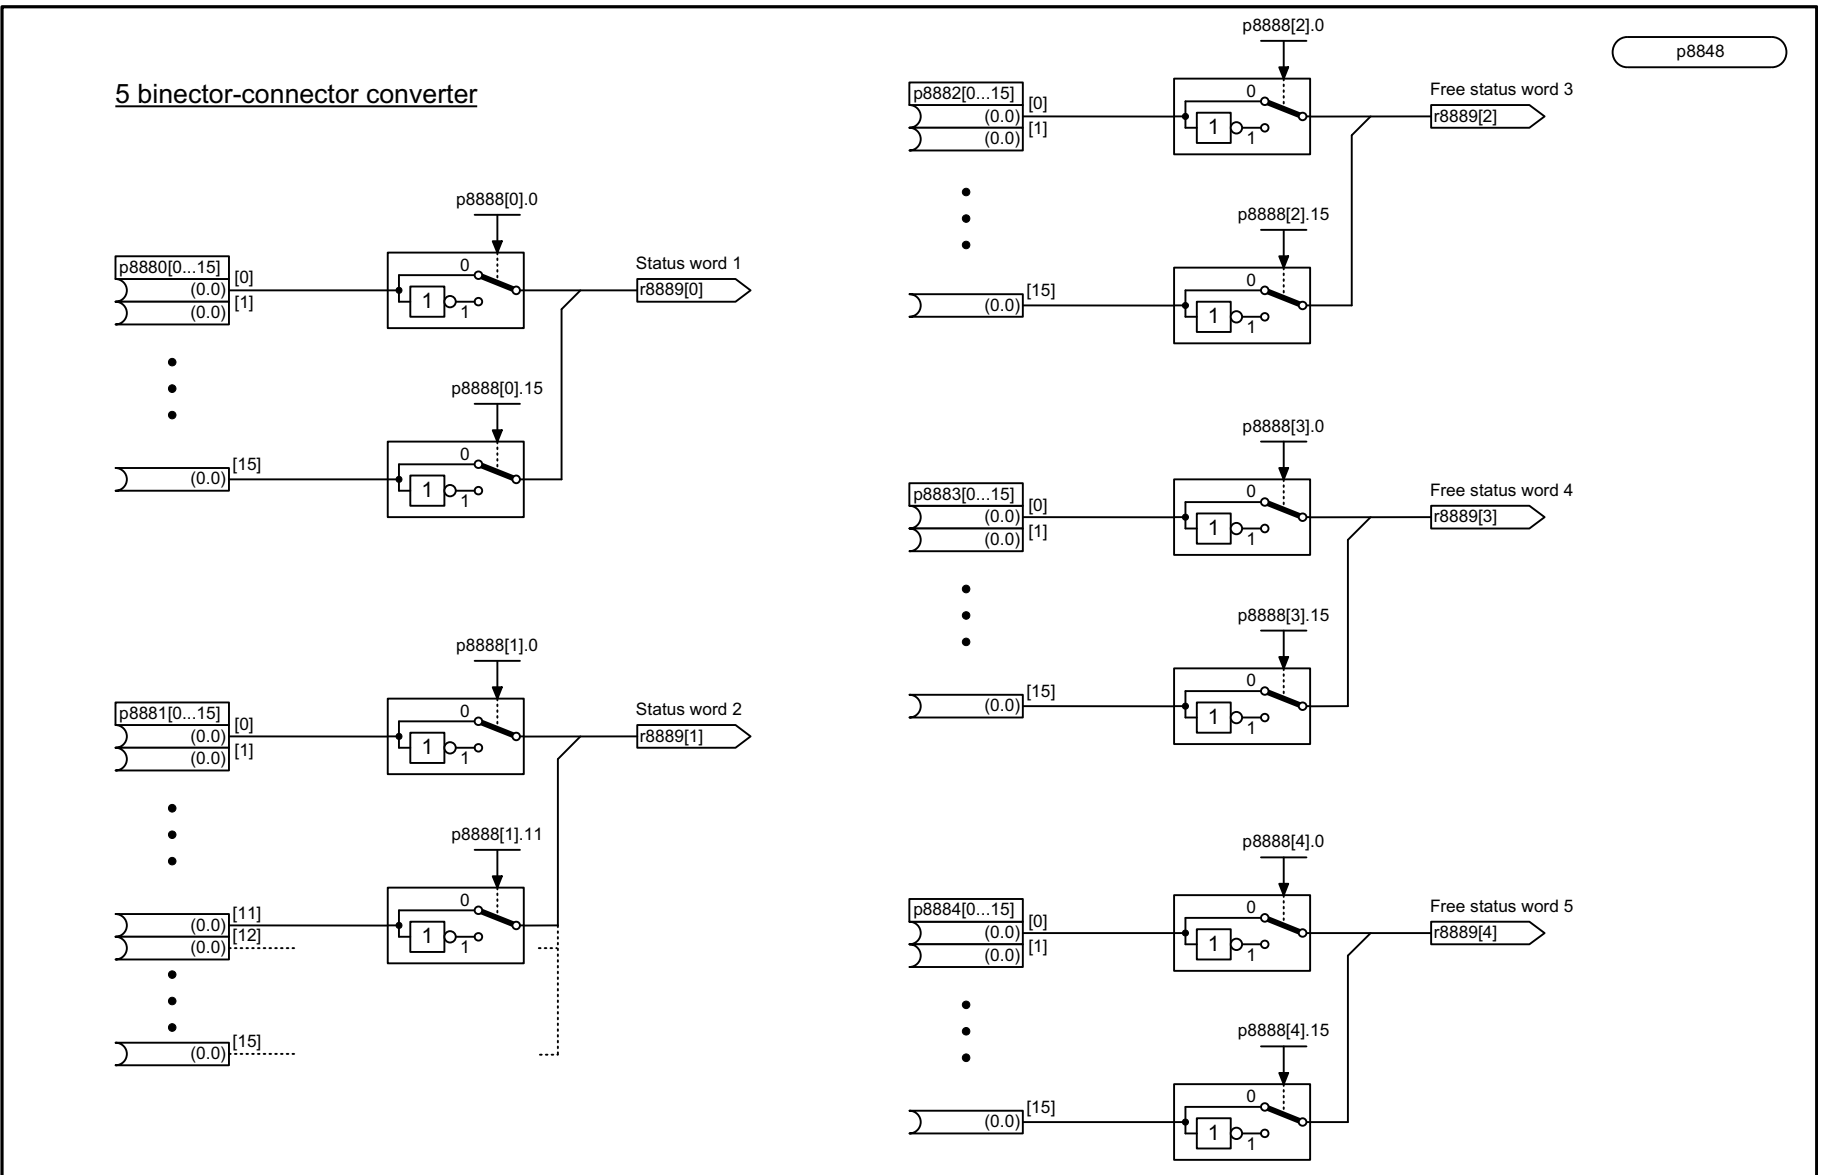 5 binector-connector converter
p8848
p8888[0].0
p8880[0...15]
[0]
(0.0)
[1]
(0.0)
0
1
1
Status word 1
r8889[0]
p8888[0].15
[15]
(0.0)
0
1
1
p8888[1].0
p8881[0...15]
[0]
(0.0)
[1]
(0.0)
0
1
1
Status word 2
r8889[1]
p8888[1].11
[11]
(0.0)
[12]
(0.0)
0
1
1
[15]
(0.0)
p8888[2].0
p8882[0...15]
[0]
(0.0)
[1]
(0.0)
0
1
1
Free status word 3
r8889[2]
p8888[2].15
[15]
(0.0)
0
1
1
p8888[3].0
p8883[0...15]
[0]
(0.0)
[1]
(0.0)
0
1
1
Free status word 4
r8889[3]
p8888[3].15
[15]
(0.0)
0
1
1
p8888[4].0
p8884[0...15]
[0]
(0.0)
[1]
(0.0)
0
1
1
Free status word 5
r8889[4]
p8888[4].15
[15]
(0.0)
0
1
1